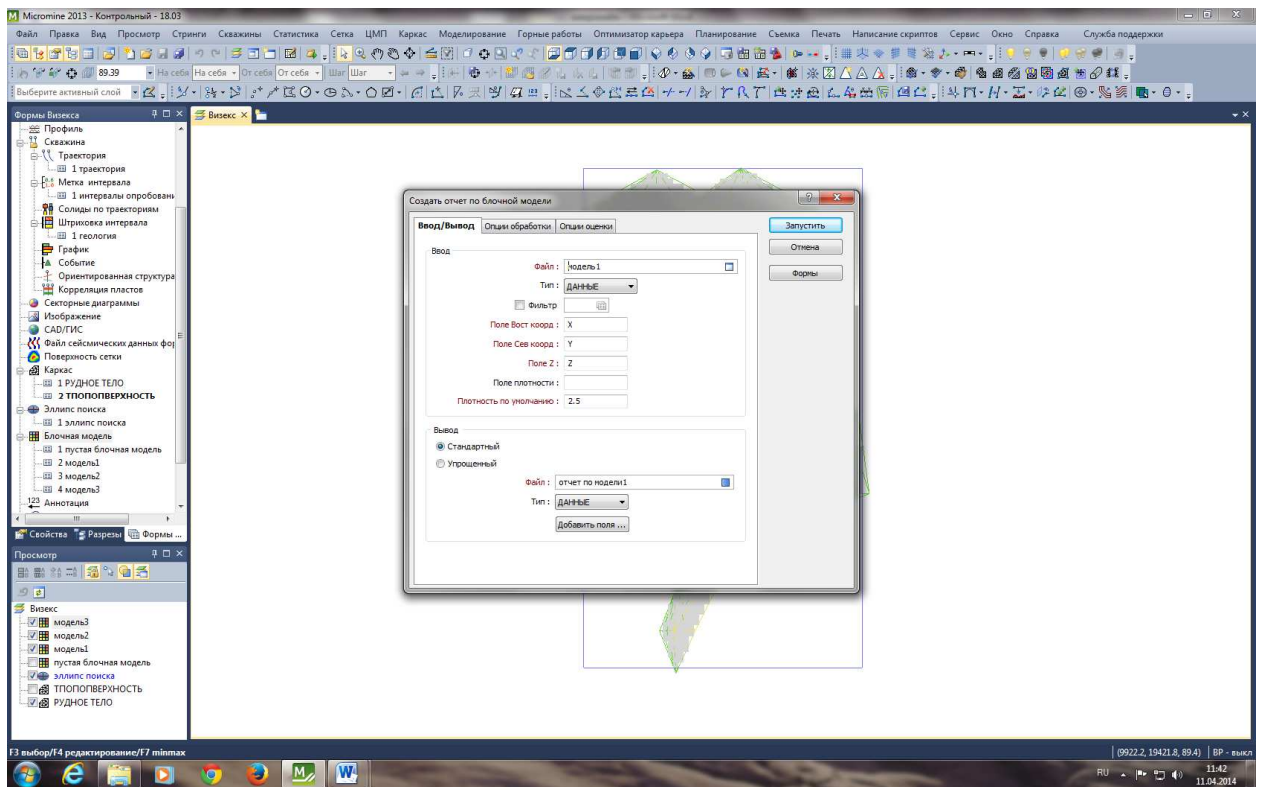 Micromine 2013 - Контрольный - 18.03
Файл Правка Вид Просмотр Стринги Скважины Статистика Сетка ЦМП Каркас Моделирование Горные работы Оптимизатор карьера Планирование Съемка Печать Написание скриптов Сервис Окно Справка Служба поддержки
89.39 На себя На себя От себя От себя Шаг Шаг
Выберите активный слой
Формы Визекса
Визекс
Профиль
Скважина
Траектория
1 траектория
Метка интервала
1 интервалы опробовани
Солиды по траекториям
Штриховка интервала
1 геология
График
Событие
Ориентированная структура
Корреляция пластов
Секторные диаграммы
Изображение
CAD/ГИС
Файл сейсмических данных фор
Поверхность сетки
Каркас
1 РУДНОЕ ТЕЛО
2 ТПОПОПВЕРХНОСТЬ
Эллипс поиска
1 эллипс поиска
Блочная модель
1 пустая блочная модель
2 модель1
3 модель2
4 модель3
123 Аннотация
Свойства Разрезы Формы ...
Просмотр
Визекс
модель3
модель2
модель1
пустая блочная модель
эллипс поиска
ТПОПОПВЕРХНОСТЬ
РУДНОЕ ТЕЛО
Создать отчет по блочной модели
Ввод/Вывод Опции обработки Опции оценки
Запустить
Отмена
Формы
Ввод
Файл : модель1
Тип : ДАННЫЕ
Фильтр
Поле Вост коорд : X
Поле Сев коорд : Y
Поле Z : Z
Поле плотности :
Плотность по умолчанию : 2.5
Вывод
Стандартный
Упрощенный
Файл : отчет по модели1
Тип : ДАННЫЕ
Добавить поля ...
F3 выбор/F4 редактирование/F7 minmax
(9922.2, 19421.8, 89.4) ВР - выкл
RU
11:42
11.04.2014